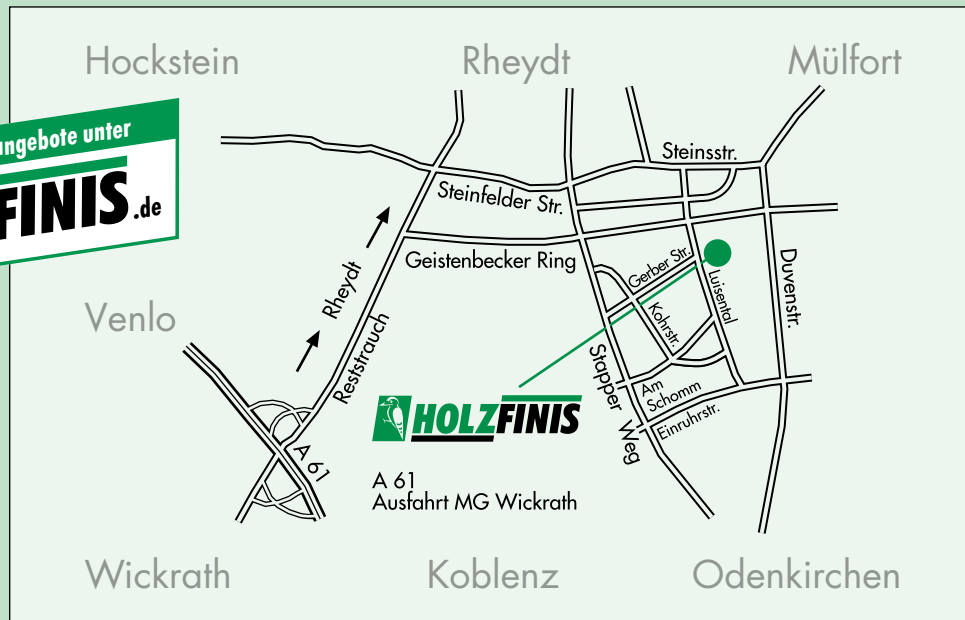 Hockstein
Rheydt
Mülfort
angebote unter
FINIS.de
Steinsstr.
Steinfelder Str.
Geistenbecker Ring
Gerber Str.
Luisental
Duvenstr.
Kohrstr.
Venlo
Rheydt
Reststrauch
Stapper Weg
Am
Schomm
Einruhrstr.
HOLZFINIS
A 61
A 61
Ausfahrt MG Wickrath
Wickrath
Koblenz
Odenkirchen